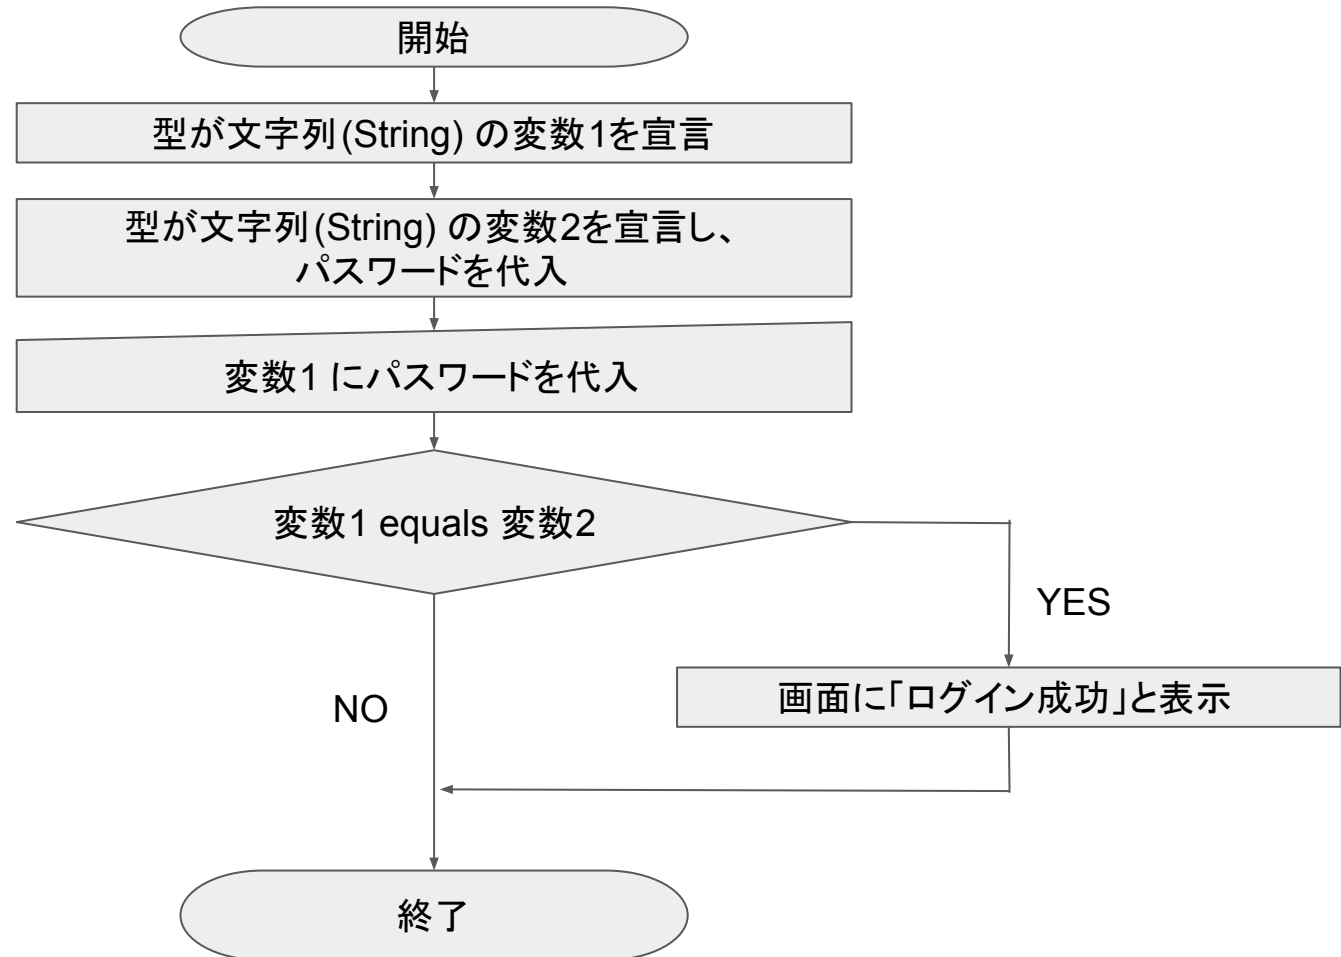 開始
型が文字列(String) の変数1を宣言
型が文字列(String) の変数2を宣言し、
パスワードを代入
変数1 にパスワードを代入
変数1 equals 変数2
YES
画面に「ログイン成功」と表示
NO
終了